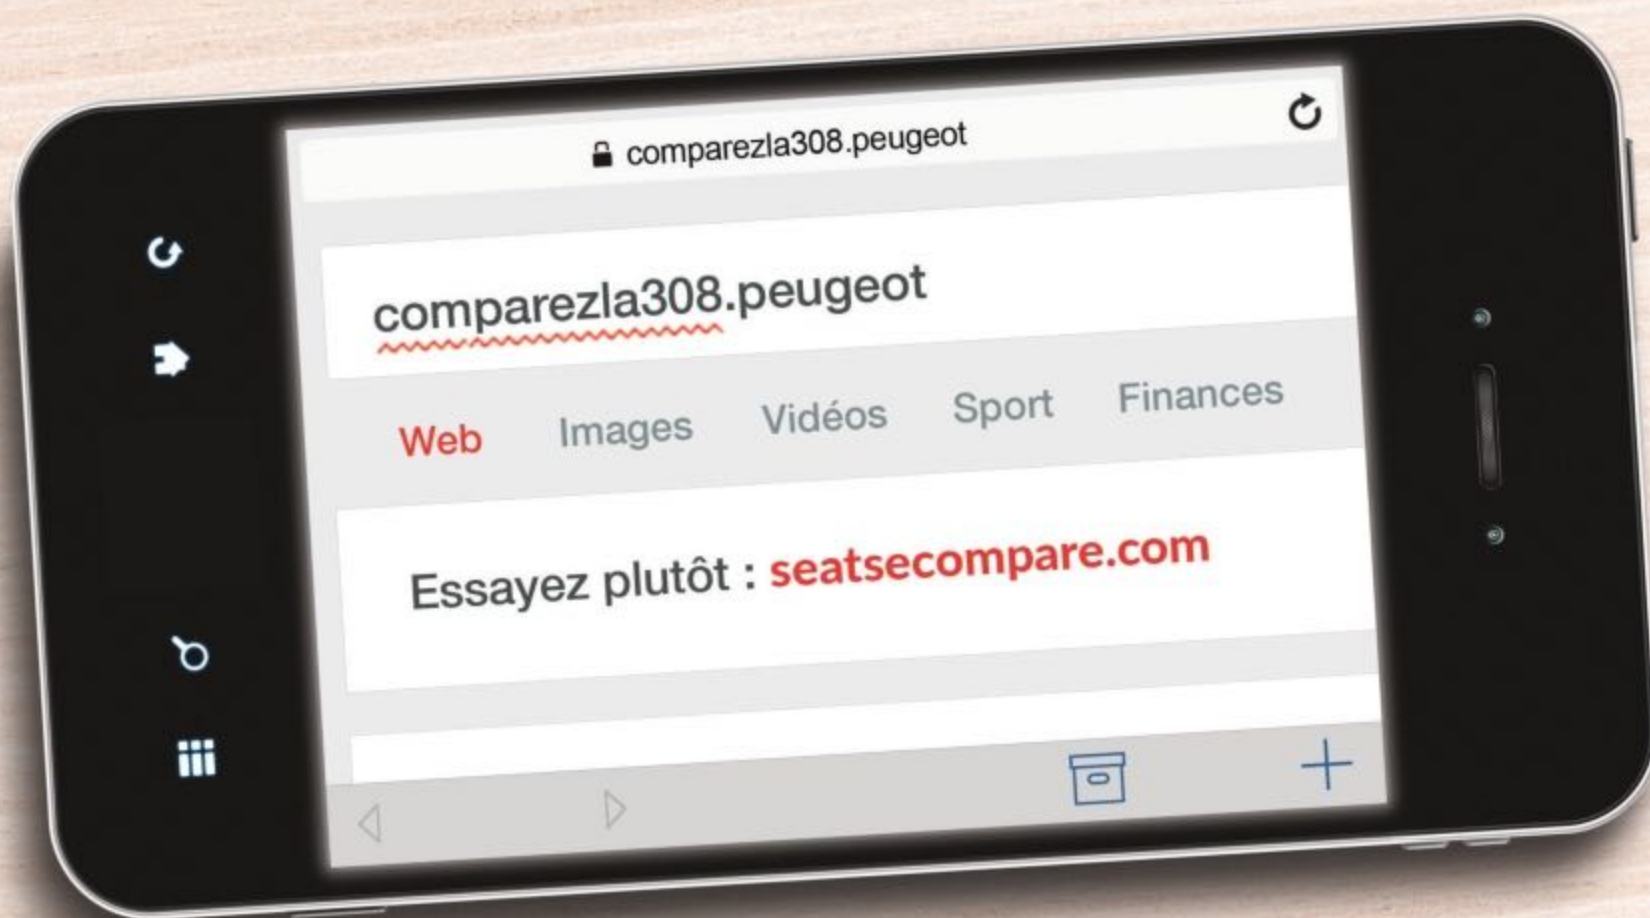 comparezla308.peugeot
comparezla308.peugeot
Web Images Vidéos Sport Finances
Essayez plutôt : seatsecompare.com